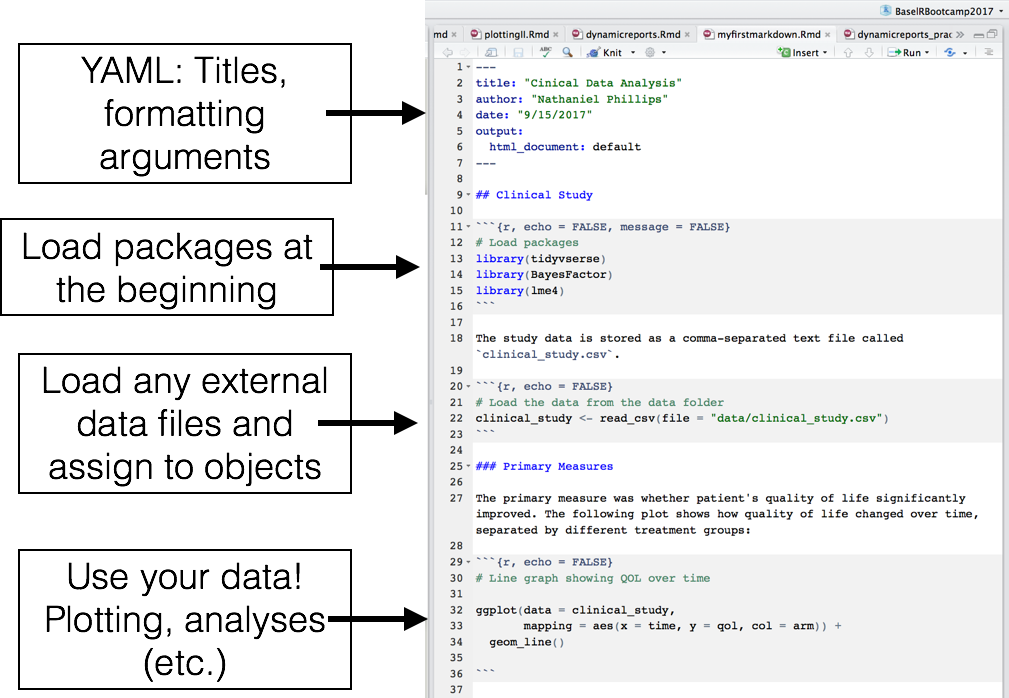 BaselRBootcamp2017
md
plottingII.Rmd
dynamicreports.Rmd
myfirstmarkdown.Rmd
dynamicreports_prac
ABC
Knit
Insert
Run
YAML: Titles,
formatting
arguments
Load packages at
the beginning
Load any external
data files and
assign to objects
Use your data!
Plotting, analyses
(etc.)
1 ---
2 title: "Cinical Data Analysis"
3 author: "Nathaniel Phillips"
4 date: "9/15/2017"
5 output:
6   html_document: default
7 ---
8
9 ## Clinical Study
10
11 ```{r, echo = FALSE, message = FALSE}
12 # Load packages
13 library(tidyvserse)
14 library(BayesFactor)
15 library(lme4)
16 ```
17
18 The study data is stored as a comma-separated text file called
`clinical_study.csv`.
19
20 ```{r, echo = FALSE}
21 # Load the data from the data folder
22 clinical_study <- read_csv(file = "data/clinical_study.csv")
23 ```
24
25 ### Primary Measures
26
27 The primary measure was whether patient's quality of life significantly
improved. The following plot shows how quality of life changed over time,
separated by different treatment groups:
28
29 ```{r, echo = FALSE}
30 # Line graph showing QOL over time
31
32 ggplot(data = clinical_study,
33        mapping = aes(x = time, y = qol, col = arm)) +
34   geom_line()
35
36 ```
37